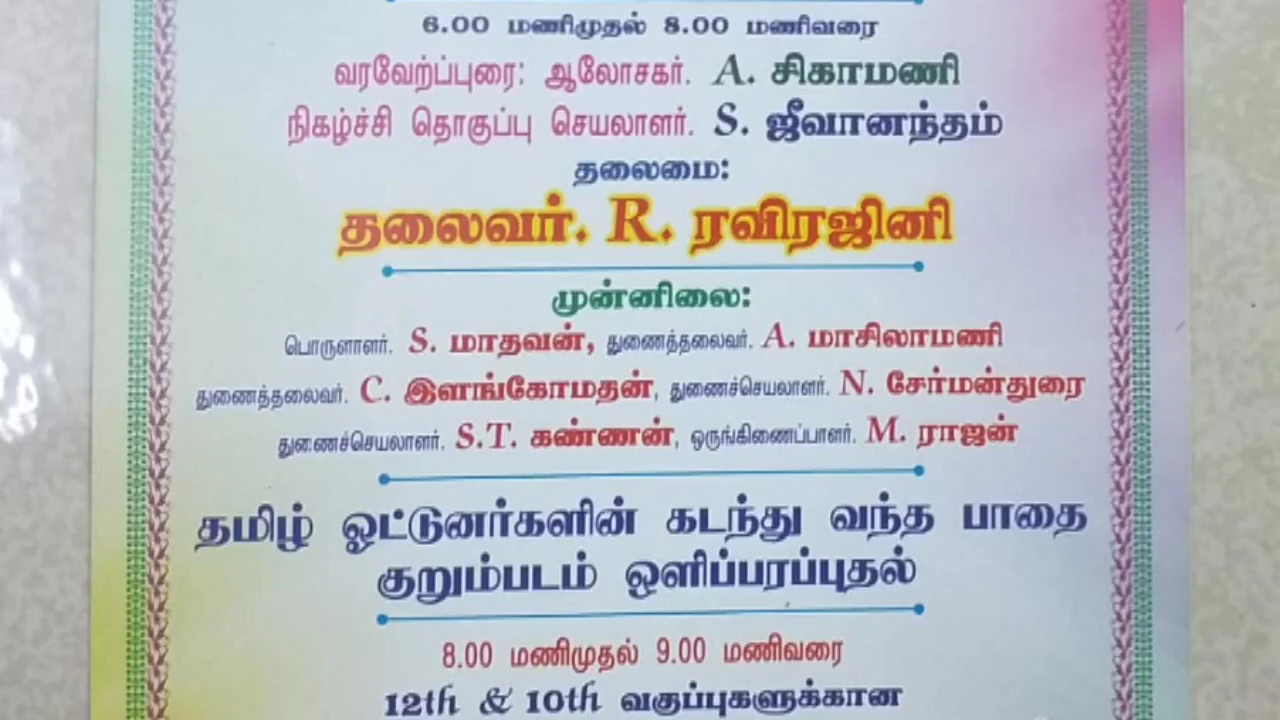 6.00 மணிமுதல் 8.00 மணிவரை
வரவேற்ப்புரை: ஆலோசகர். A. சிகாமணி
நிகழ்ச்சி தொகுப்பு செயலாளர். S. ஜீவானந்தம்
தலைமை:
தலைவர். R. ரவிரஜினி
முன்னிலை:
பொருளாளர். S. மாதவன், துணைத்தலைவர். A. மாசிலாமணி
துணைத்தலைவர். C. இளங்கோமதன், துணைச்செயலாளர். N. சேர்மன்துரை
துணைச்செயலாளர். S.T. கண்ணன், ஒருங்கிணைப்பாளர். M. ராஜன்
தமிழ் ஓட்டுனர்களின் கடந்து வந்த பாதை
குறும்படம் ஒளிப்பரப்புதல்
8.00 மணிமுதல் 9.00 மணிவரை
12th & 10th வகுப்புகளுக்கான